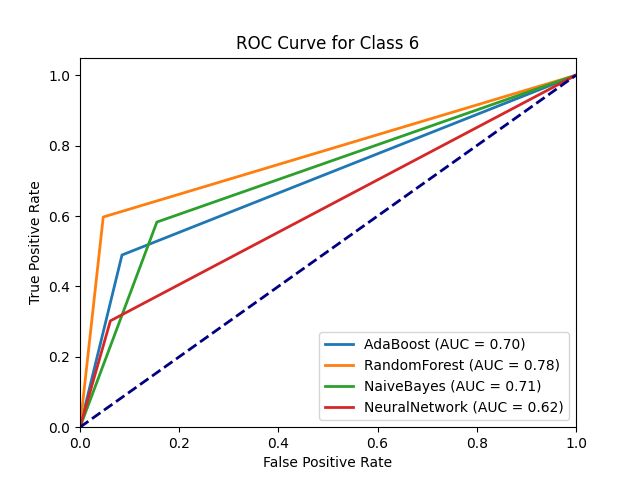 ROC Curve for Class 6
True Positive Rate
1.0
0.8
0.6
0.4
0.2
0.0
AdaBoost (AUC = 0.70)
RandomForest (AUC = 0.78)
NaiveBayes (AUC = 0.71)
NeuralNetwork (AUC = 0.62)
0.0 0.2 0.4 0.6 0.8 1.0
False Positive Rate